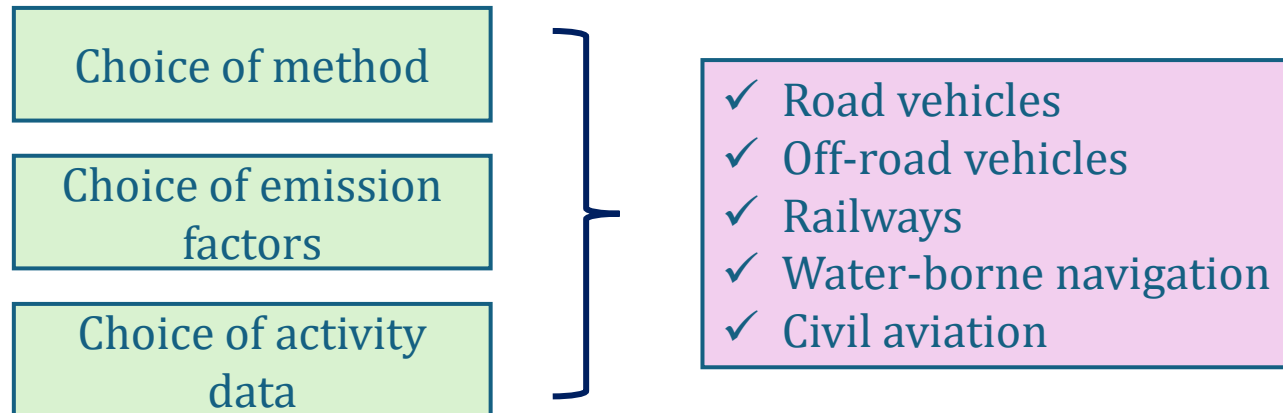 Choice of method
Choice of emission
factors
Choice of activity
data
✓ Road vehicles
✓ Off-road vehicles
✓ Railways
✓ Water-borne navigation
✓ Civil aviation